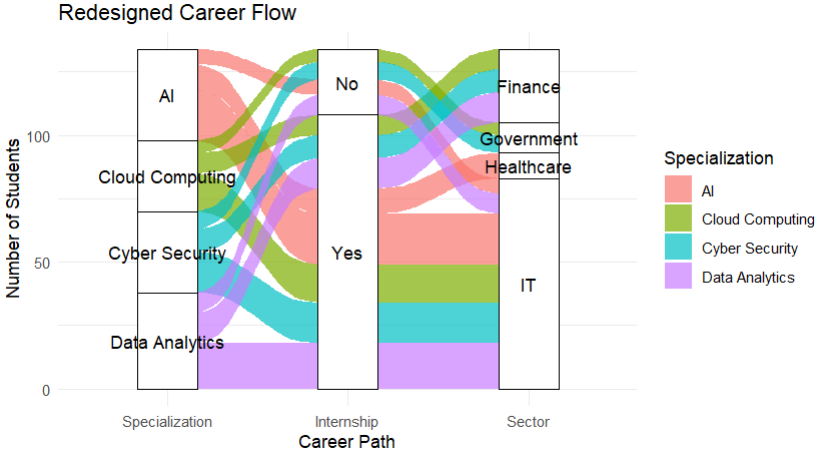 Redesigned Career Flow
Number of Students
100
50
0
AI
Cloud Computing
Cyber Security
Data Analytics
No
Yes
Finance
Government
Healthcare
IT
Specialization
Internship
Sector
Career Path
Specialization
AI
Cloud Computing
Cyber Security
Data Analytics